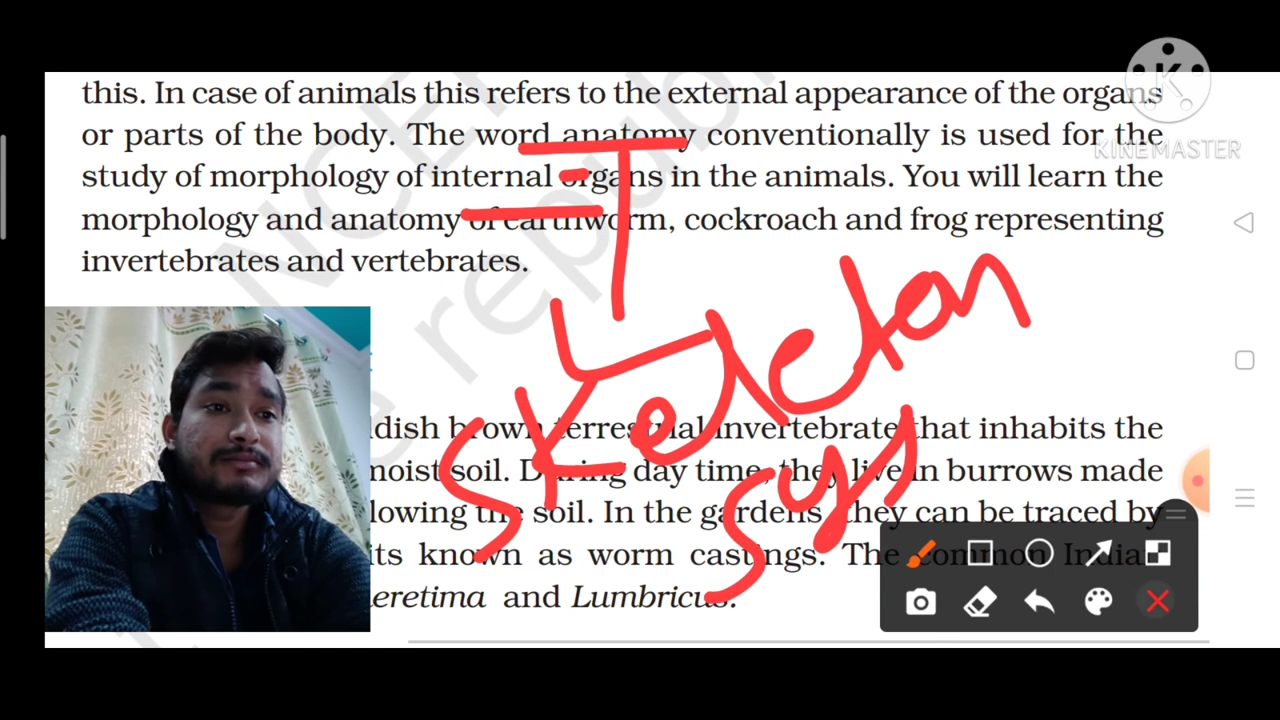 this. In case of animals this refers to the external appearance of the organs
or parts of the body. The word anatomy conventionally is used for the
study of morphology of internal organs in the animals. You will learn the
morphology and anatomy of earthworm, cockroach and frog representing
invertebrates and vertebrates.
KINEMASTER
Skeleton
sys
dish brown terrestrial invertebrate that inhabits the
moist soil. During day time, they live in burrows made
lowing the soil. In the gardens, they can be traced by
its known as worm castings. The common Indian
eretima and Lumbricus.